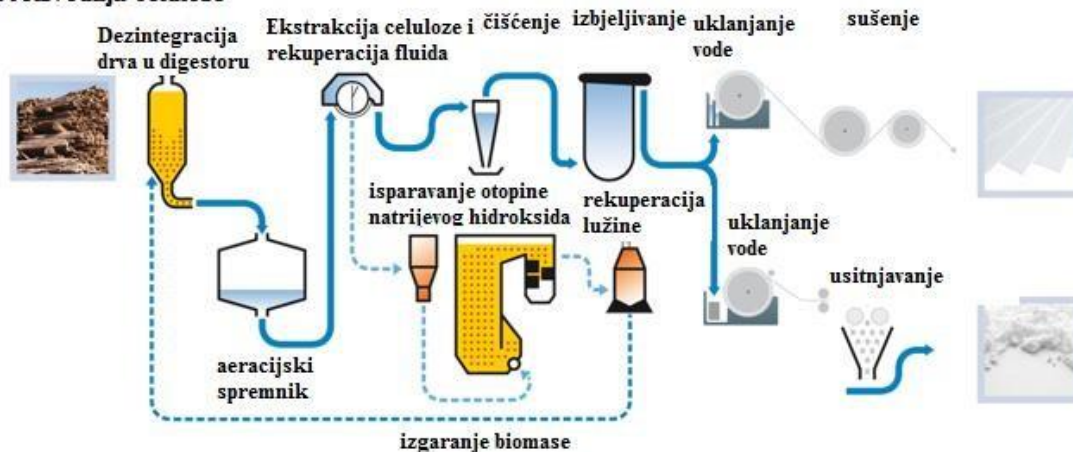 Dezintegracija
drva u digestoru
Ekstrakcija celuloze i
rekuperacija fluida
čišćenje
izbjeljivanje
uklanjanje
vode
sušenje
isparavanje otopine
natrijevog hidroksida
rekuperacija
lužine
uklanjanje
vode
usitnjavanje
aeracijski
spremnik
izgaranje biomase